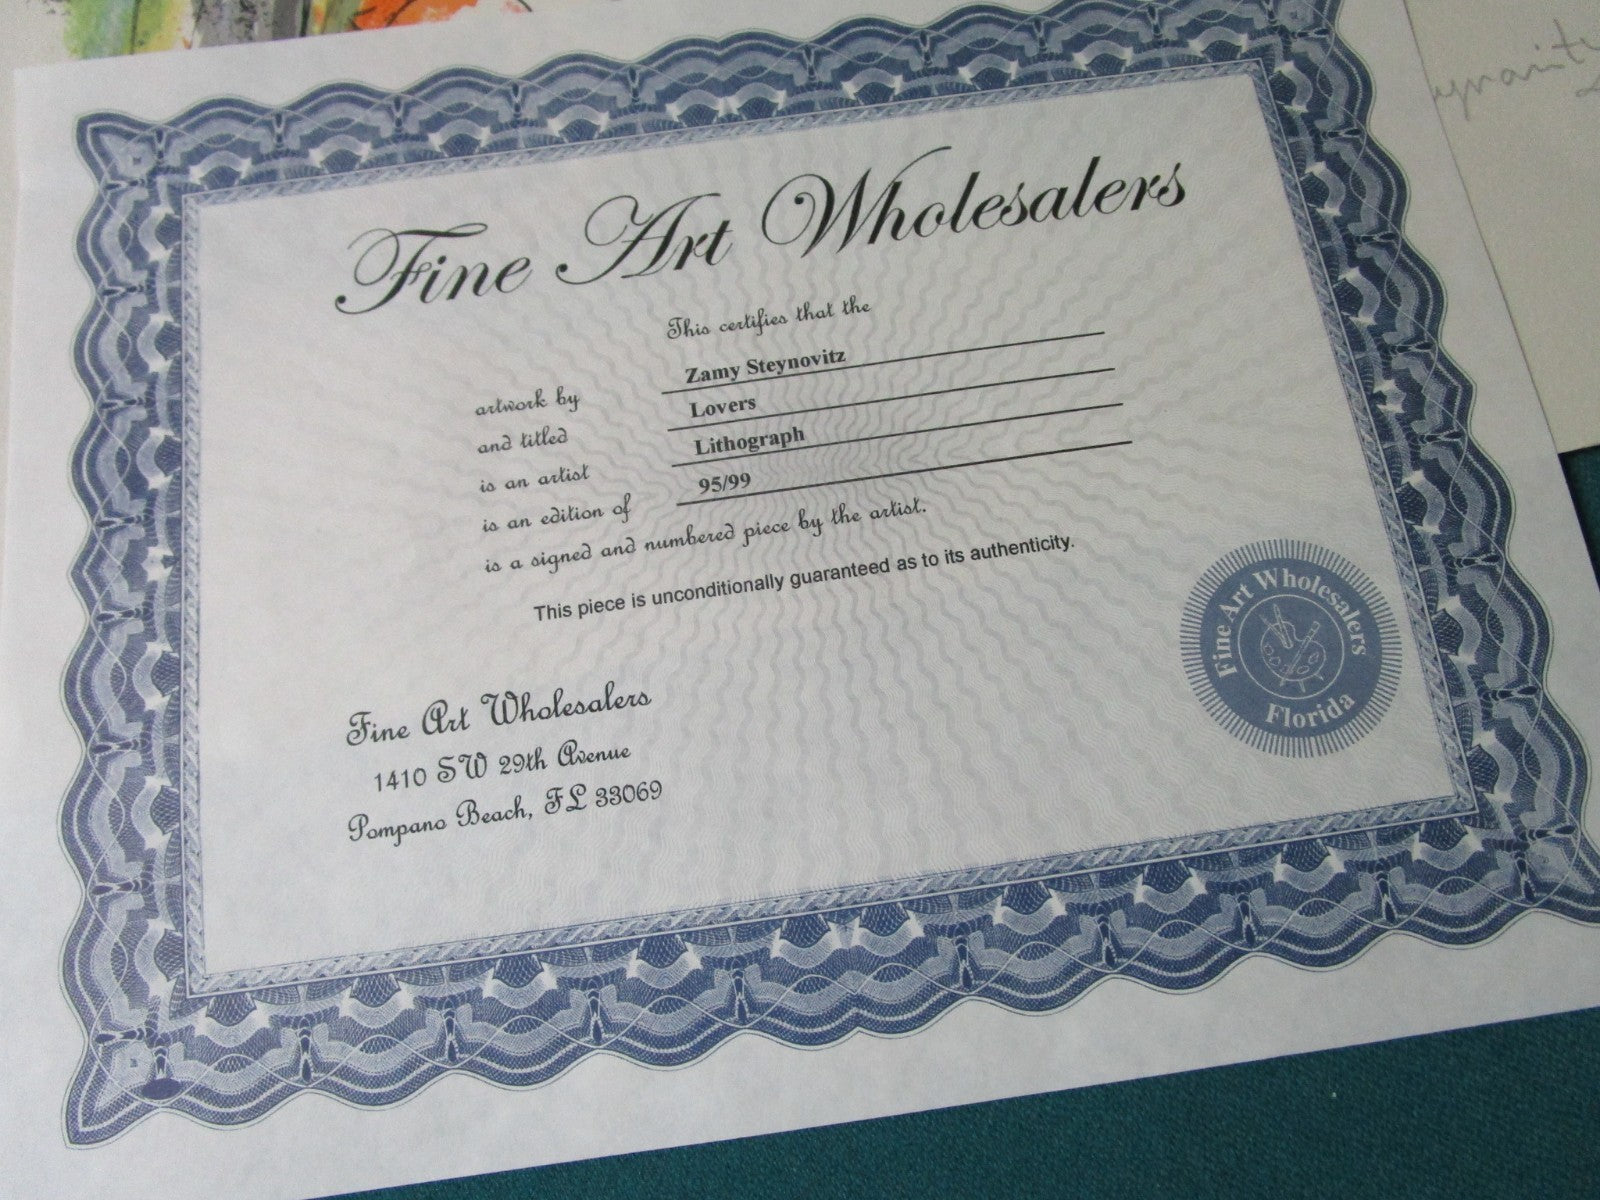 Fine Art Wholesalers
This certifies that the
artwork by Zamy Steynovitz
and titled Lovers
is an artist Lithograph
is an edition of 95/99
is a signed and numbered piece by the artist.
This piece is unconditionally guaranteed as to its authenticity.
Fine Art Wholesalers
Florida
Fine Art Wholesalers
1410 SW 29th Avenue
Pompano Beach, FL 33069